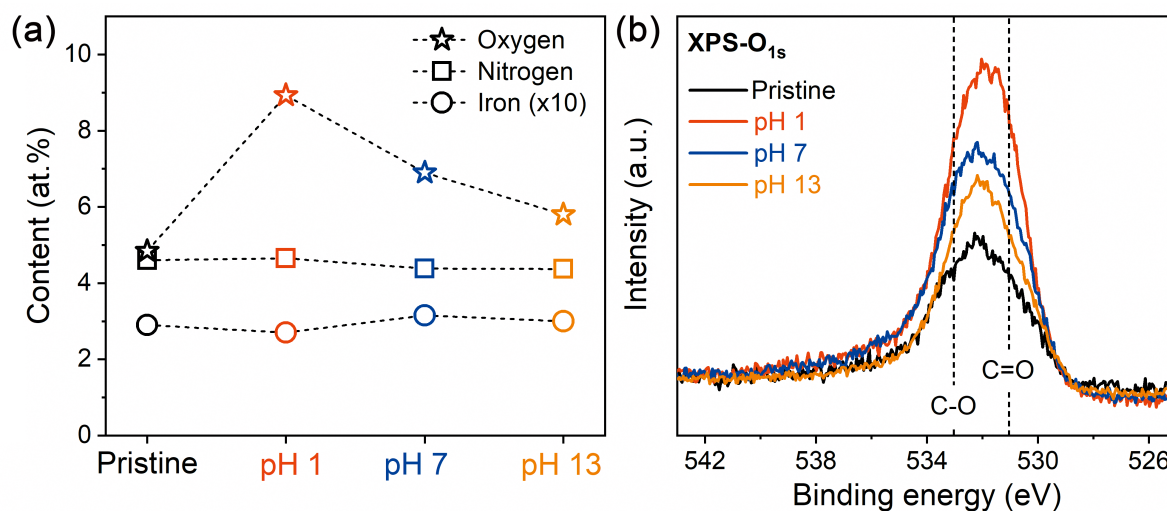 (a)
Content (at.%)
10
8
6
4
2
0
Oxygen
Nitrogen
Iron (x10)
Pristine
pH 1
pH 7
pH 13
(b)
XPS-O1s
Pristine
pH 1
pH 7
pH 13
Intensity (a.u.)
C=O
C-O
542
538
534
530
526
Binding energy (eV)